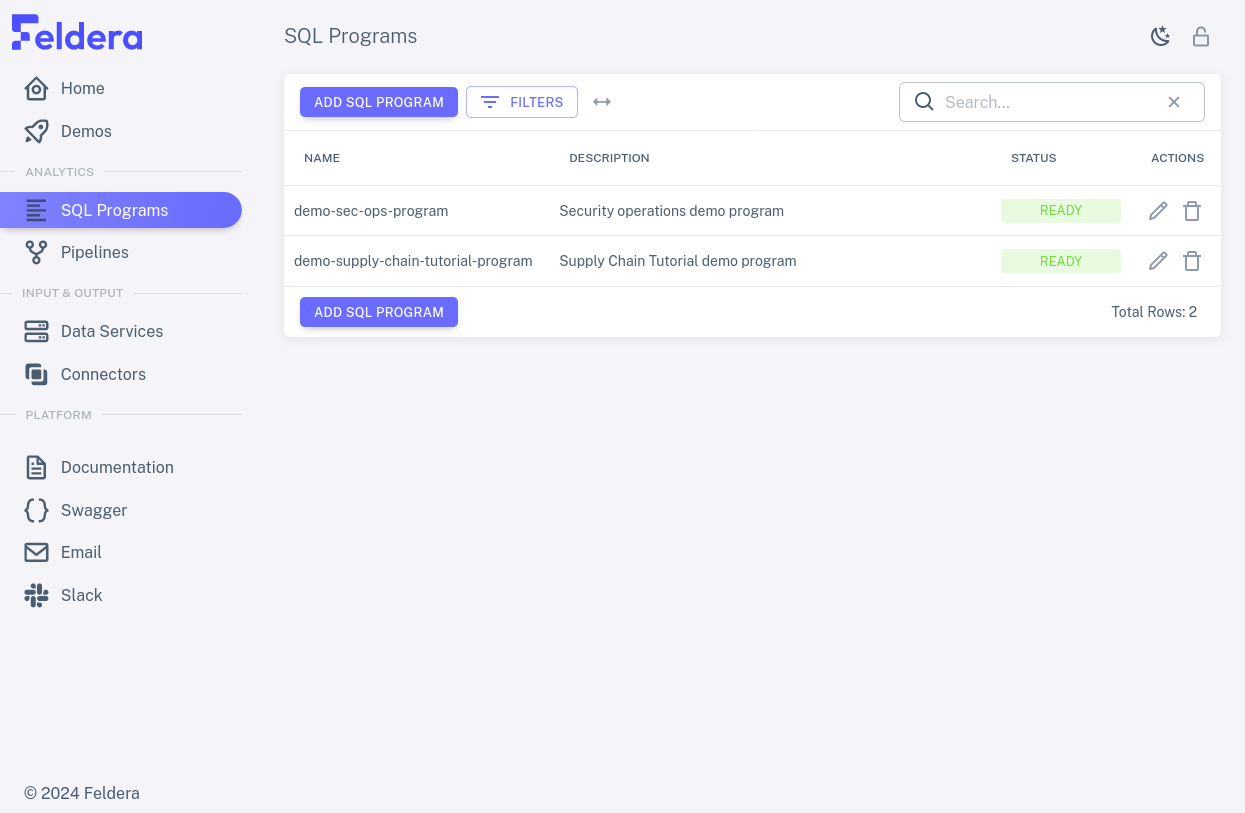 Feldera
SQL Programs
Home
Demos
ANALYTICS
SQL Programs
Pipelines
INPUT & OUTPUT
Data Services
Connectors
PLATFORM
Documentation
Swagger
Email
Slack
© 2024 Feldera
ADD SQL PROGRAM FILTERS Search...
NAME DESCRIPTION STATUS ACTIONS
demo-sec-ops-program Security operations demo program READY
demo-supply-chain-tutorial-program Supply Chain Tutorial demo program READY
ADD SQL PROGRAM Total Rows: 2